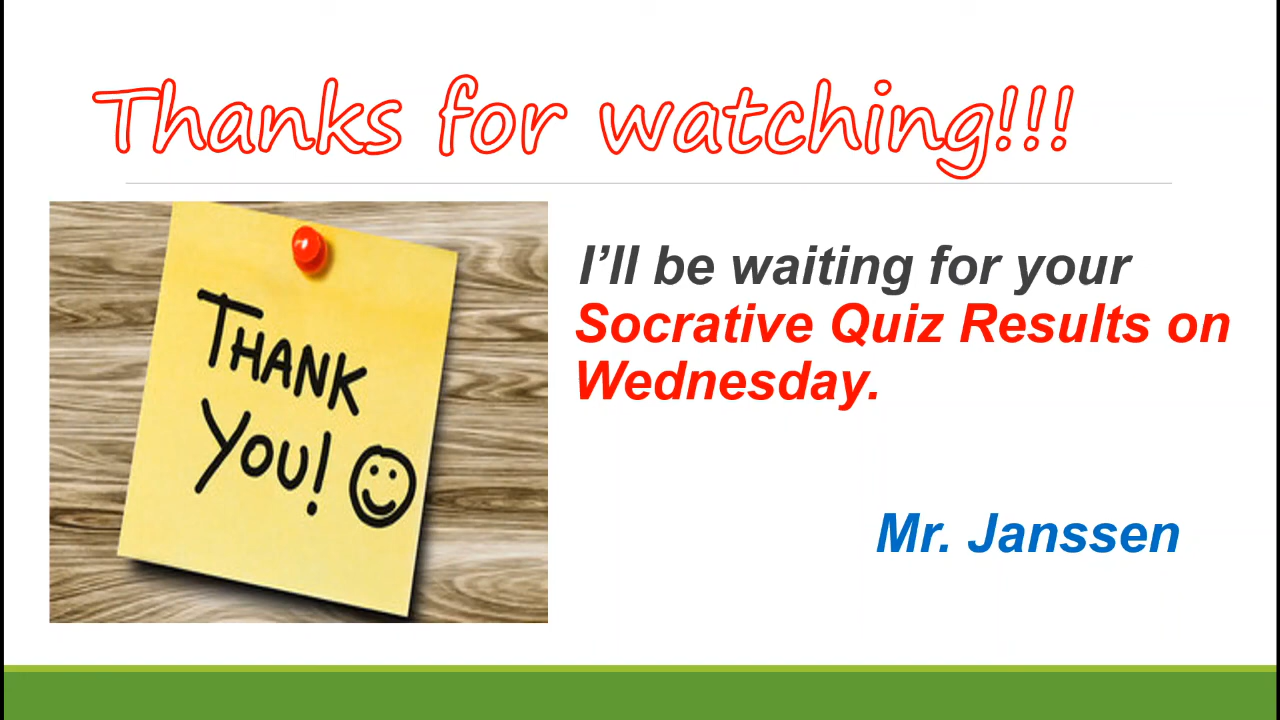 Thanks for watching!!!
THANK
YOU!
I’ll be waiting for your
Socrative Quiz Results on
Wednesday.
Mr. Janssen